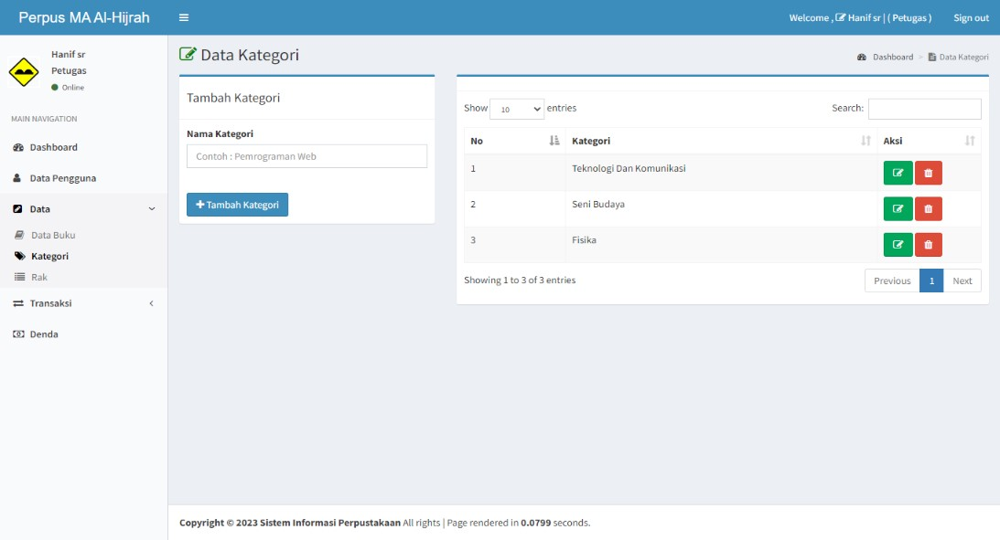 Perpus MA Al-Hijrah
Welcome , Hanif sr | ( Petugas )
Sign out
Hanif sr
Petugas
Online
MAIN NAVIGATION
Dashboard
Data Pengguna
Data
Data Buku
Kategori
Rak
Transaksi
Denda
Data Kategori
Dashboard > Data Kategori
Tambah Kategori
Nama Kategori
Contoh : Pemrograman Web
Tambah Kategori
Show 10 entries
Search:
No Kategori Aksi
1 Teknologi Dan Komunikasi
2 Seni Budaya
3 Fisika
Showing 1 to 3 of 3 entries
Previous 1 Next
Copyright © 2023 Sistem Informasi Perpustakaan All rights | Page rendered in 0.0799 seconds.